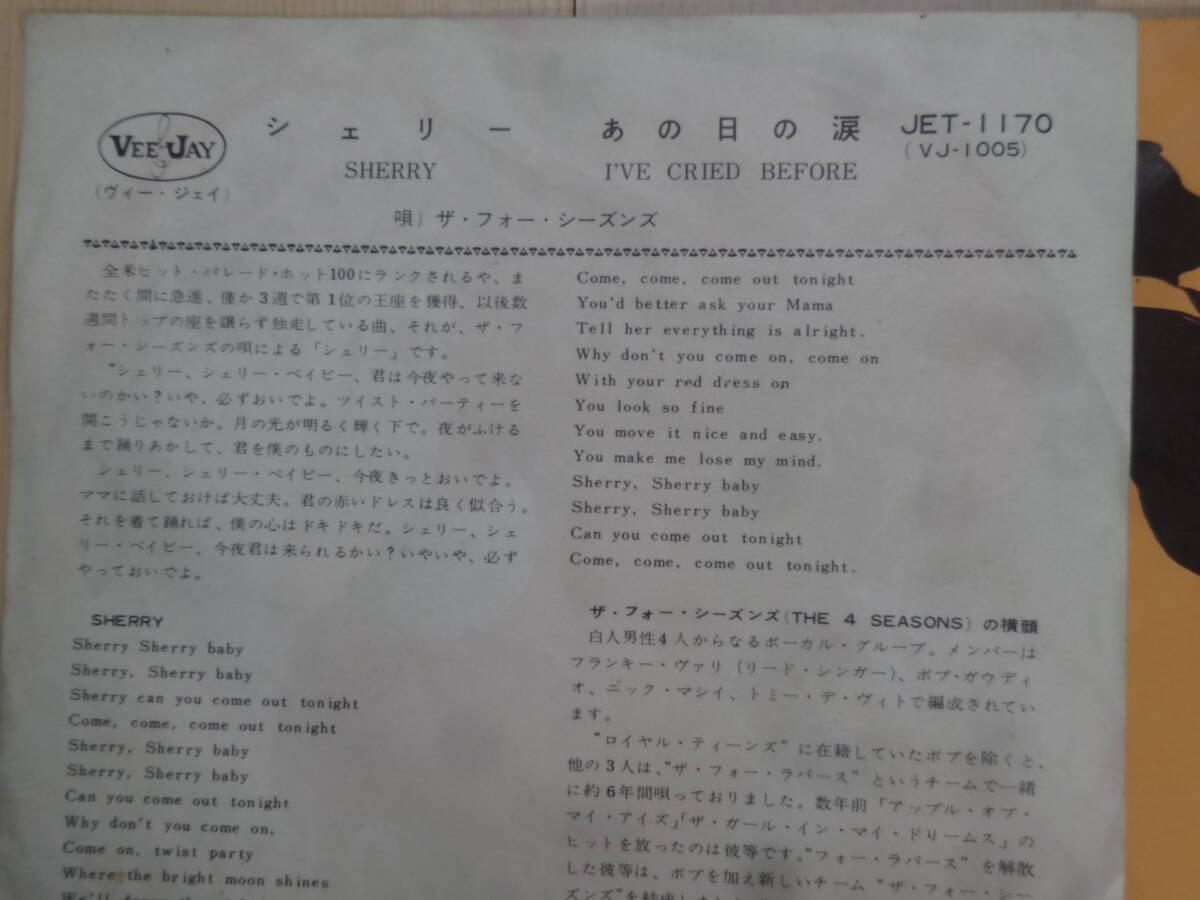 VEE JAY
(ヴィー・ジェイ)
シェリー あの日の涙 JET-1170
SHERRY I'VE CRIED BEFORE (VJ-1005)
唄) ザ・フォー・シーズンズ
全米ヒット・パレード・ホット100にランクされるや、ま
たたく間に急進、僅か3週で第1位の王座を獲得、以後数
週間トップの座を譲らず独走している曲、それが、ザ・フ
ォー・シーズンズの唄による「シェリー」です。
"シェリー、シェリー・ベイビー、君は今夜やって来な
いのかい?いや、必ずおいでよ。ツイスト・パーティーを
開こうじゃないか。月の光が明るく輝く下で。夜がふける
まで踊りあかして、君を僕のものにしたい。
シェリー、シェリー・ベイビー、今夜きっとおいでよ。
ママに話しておけば大丈夫。君の赤いドレスは良く似合う。
それを着て踊れば、僕の心はドキドキだ。シェリー、シェ
リー・ベイビー、今夜君は来られるかい?いやいや、必ず
やっておいでよ。
SHERRY
Sherry Sherry baby
Sherry, Sherry baby
Sherry can you come out tonight
Come, come, come out tonight
Sherry, Sherry baby
Sherry, Sherry baby
Can you come out tonight
Why don't you come on,
Come on, twist party
Where the bright moon shines
Come, come, come out tonight
You'd better ask your Mama
Tell her everything is alright.
Why don't you come on, come on
With your red dress on
You look so fine
You move it nice and easy.
You make me lose my mind.
Sherry, Sherry baby
Sherry, Sherry baby
Can you come out tonight
Come, come, come out tonight.
ザ・フォー・シーズンズ(THE 4 SEASONS)の横顔
白人男性4人からなるボーカル・グループ。メンバーは
フランキー・ヴァリ(リード・シンガー)、ボブ・ガウディ
オ、ニック・マシイ、トミー・デ・ヴィトで編成されてい
ます。
"ロイヤル・ティーンズ"に在籍していたボブを除くと、
他の3人は、"ザ・フォー・ラバース"というチームで一緒
に約6年間唄っておりました。数年前「アップル・オブ・
マイ・アイズ」「ザ・ガール・イン・マイ・ドリームス」の
ヒットを放ったのは彼等です。"フォー・ラバース"を解散
した彼等は、ボブを加え新しいチーム"ザ・フォー・シー
ズンズ"を結成しました